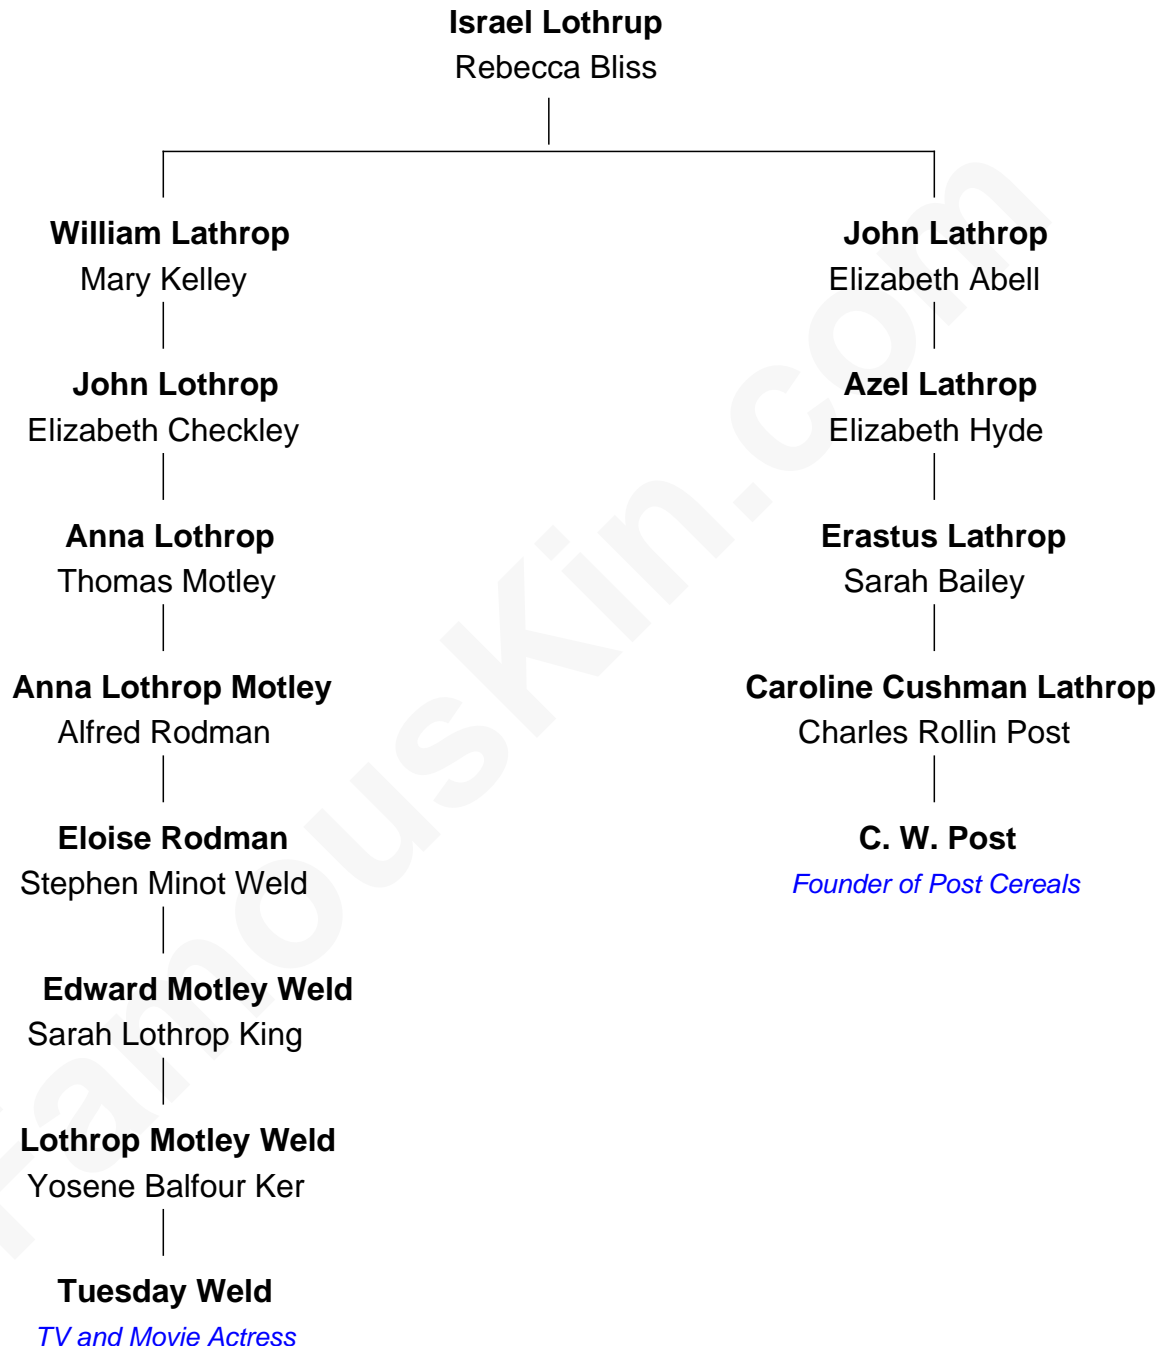 Israel Lothrup
Rebecca Bliss
William Lathrop
Mary Kelley
John Lothrop
Elizabeth Checkley
Anna Lothrop
Thomas Motley
Anna Lothrop Motley
Alfred Rodman
Eloise Rodman
Stephen Minot Weld
Edward Motley Weld
Sarah Lothrop King
Lothrop Motley Weld
Yosene Balfour Ker
Tuesday Weld
TV and Movie Actress
John Lathrop
Elizabeth Abell
Azel Lathrop
Elizabeth Hyde
Erastus Lathrop
Sarah Bailey
Caroline Cushman Lathrop
Charles Rollin Post
C. W. Post
Founder of Post Cereals
FamousKin.com